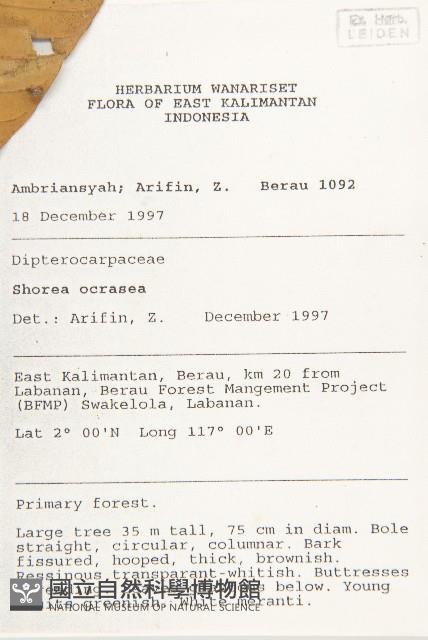 Ex Herb.
LEIDEN
HERBARIUM WANARISET
FLORA OF EAST KALIMANTAN
INDONESIA
Ambriansyah; Arifin, Z. Berau 1092
18 December 1997
Dipterocarpaceae
Shorea ocrasea
Det.: Arifin, Z. December 1997
East Kalimantan, Berau, km 20 from
Labanan, Berau Forest Mangement Project
(BFMP) Swakelola, Labanan.
Lat 2° 00'N Long 117° 00'E
Primary forest.
Large tree 35 m tall, 75 cm in diam. Bole
straight, circular, columnar. Bark
fissured, hooped, thick, brownish.
Ressinous transparant-whitish. Buttresses
below. Young
greenish. White meranti.
國立自然科學博物館
NATIONAL MUSEUM OF NATURAL SCIENCE